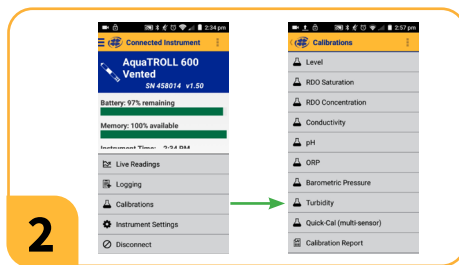 2:34 pm
Connected Instrument
AquaTROLL 600
Vented
SN 458014 v1.50
Battery: 97% remaining
Memory: 100% available
Instrument Time: 2:34 PM
Live Readings
Logging
Calibrations
Instrument Settings
Disconnect
2:57 pm
Calibrations
Level
RDO Saturation
RDO Concentration
Conductivity
pH
ORP
Barometric Pressure
Turbidity
Quick-Cal (multi-sensor)
Calibration Report
2